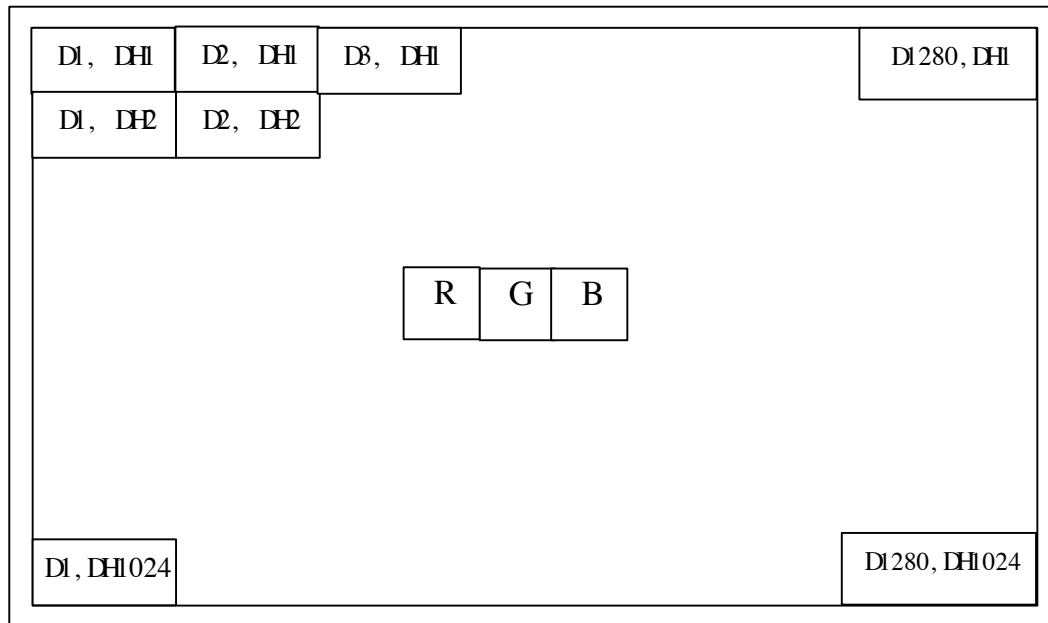 D1, DH1 D2, DH1 D3, DH1 D1280, DH1
D1, DH2 D2, DH2
R G B
D1, DH1024 D1280, DH1024